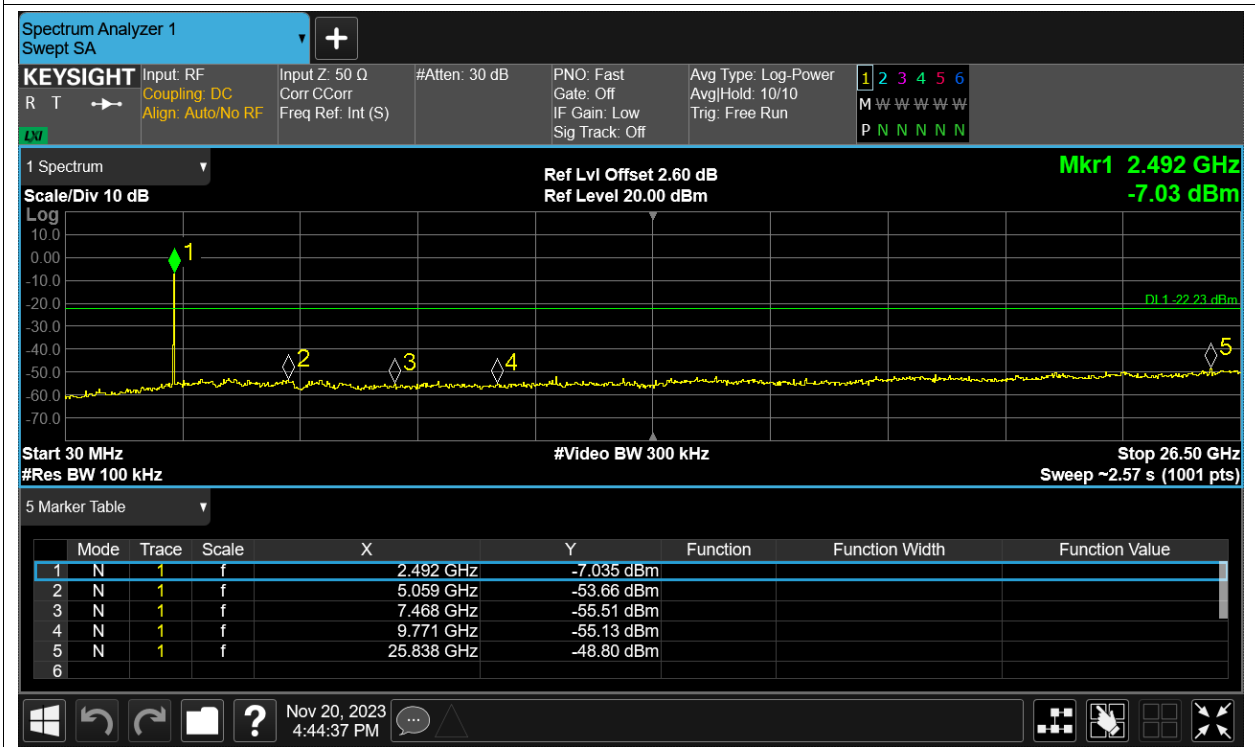 Spectrum Analyzer 1
Swept SA
+
KEYSIGHT Input: RF Input Z: 50 Ω #Atten: 30 dB PNO: Fast Avg Type: Log-Power 1 2 3 4 5 6
R T Coupling: DC Corr CCorr Gate: Off Avg|Hold: 10/10 M W W W W W W
Align: Auto/No RF Freq Ref: Int (S) IF Gain: Low Trig: Free Run
LXI Sig Track: Off P N N N N N N
1 Spectrum Ref Lvl Offset 2.60 dB Mkr1 2.492 GHz
Scale/Div 10 dB Ref Level 20.00 dBm -7.03 dBm
Log
10.0
0.00 1
-10.0
-20.0 DL1 -22.23 dBm
-30.0
-40.0 2 3 4 5
-50.0
-60.0
-70.0
Start 30 MHz #Video BW 300 kHz Stop 26.50 GHz
#Res BW 100 kHz Sweep ~2.57 s (1001 pts)
5 Marker Table
Mode Trace Scale X Y Function Function Width Function Value
1 N 1 f 2.492 GHz -7.035 dBm
2 N 1 f 5.059 GHz -53.66 dBm
3 N 1 f 7.468 GHz -55.51 dBm
4 N 1 f 9.771 GHz -55.13 dBm
5 N 1 f 25.838 GHz -48.80 dBm
6
? Nov 20, 2023
4:44:37 PM